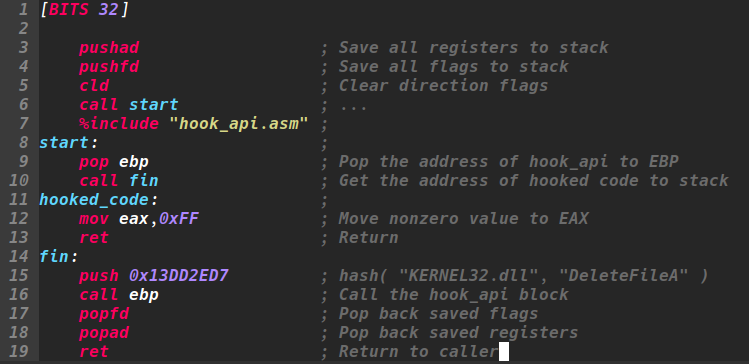 1 [BITS 32]
2
3 pushad ; Save all registers to stack
4 pushfd ; Save all flags to stack
5 cld ; Clear direction flags
6 call start ; ...
7 %include "hook_api.asm" ;
8 start: ;
9 pop ebp ; Pop the address of hook_api to EBP
10 call fin ; Get the address of hooked code to stack
11 hooked_code: ;
12 mov eax,0xFF ; Move nonzero value to EAX
13 ret ; Return
14 fin:
15 push 0x13DD2ED7 ; hash( "KERNEL32.dll", "DeleteFileA" )
16 call ebp ; Call the hook_api block
17 popfd ; Pop back saved flags
18 popad ; Pop back saved registers
19 ret ; Return to caller